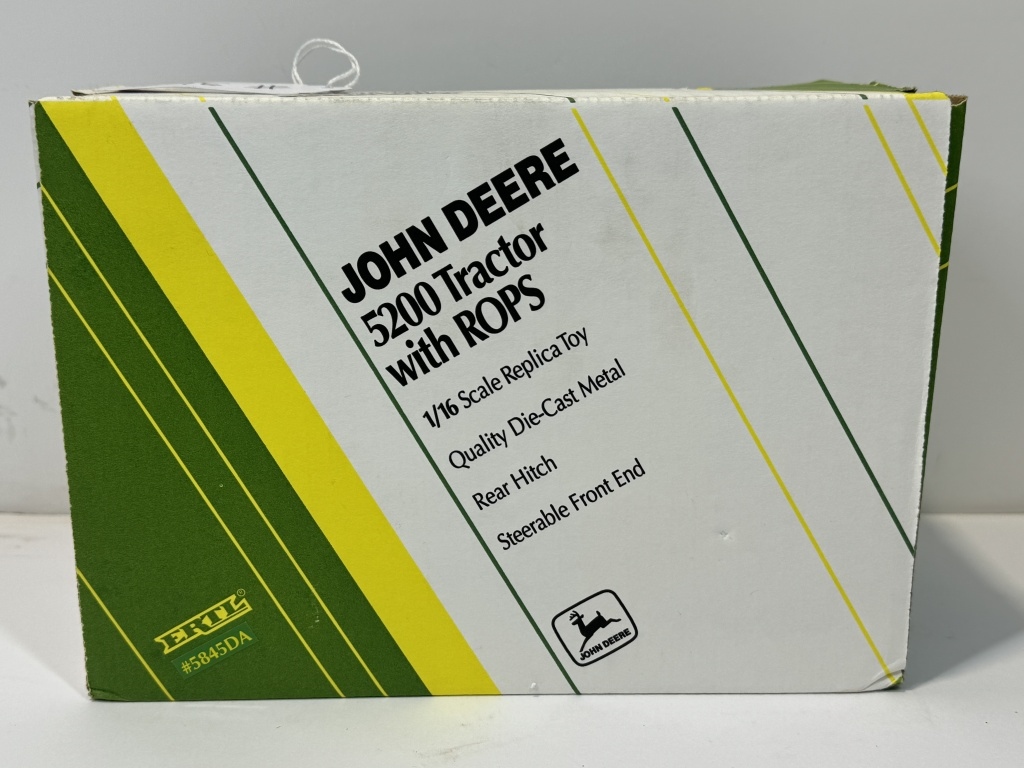 JOHN DEERE
5200 Tractor
with ROPS
1/16 Scale Replica Toy
Quality Die-Cast Metal
Rear Hitch
Steerable Front End
ERTL®
#5845DA
JOHN DEERE